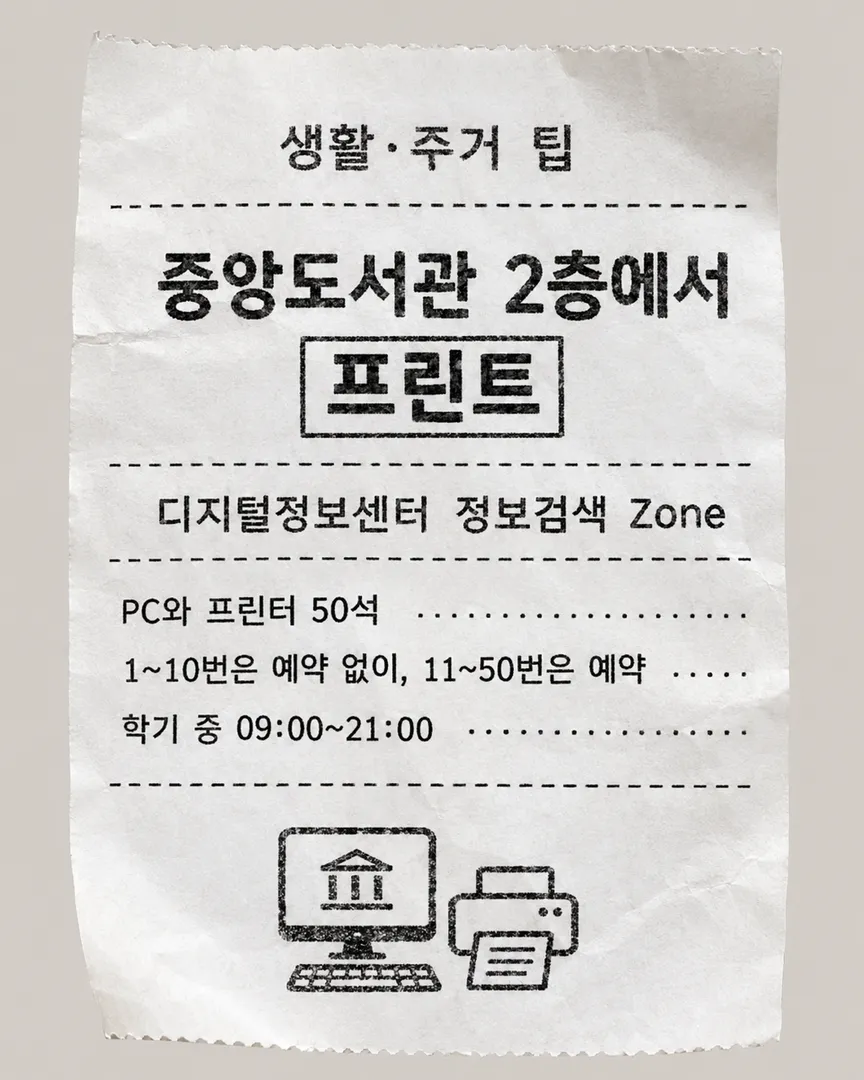 생활·주거 팁
중앙도서관 2층에서
프린트
디지털정보센터 정보검색 Zone
PC와 프린터 50석 ........................
1~10번은 예약 없이, 11~50번은 예약 .....
학기 중 09:00~21:00 .................